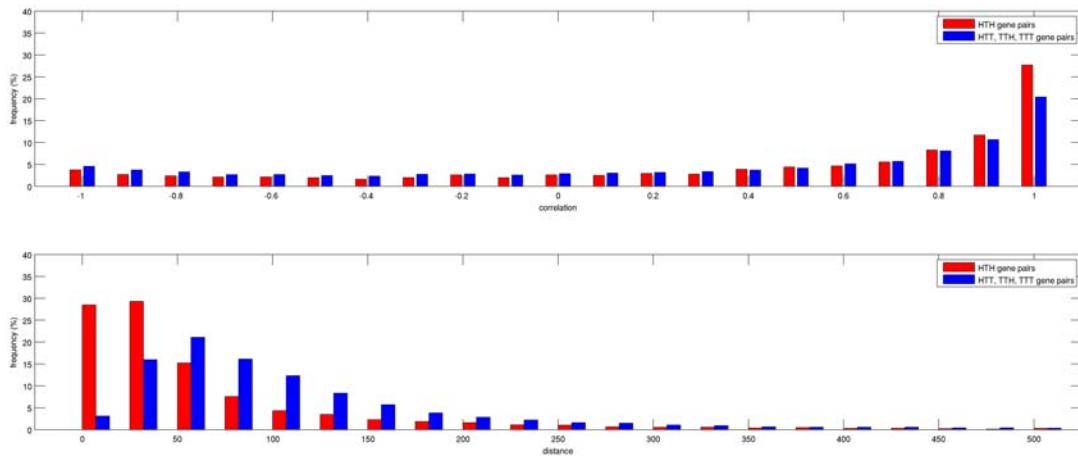 40
35
30
25
20
15
10
5
0
frequency (%)
HTH gene pairs
HTT, TTH, TTT gene pairs
-1 -0.8 -0.6 -0.4 -0.2 0 0.2 0.4 0.6 0.8 1
correlation
40
35
30
25
20
15
10
5
0
frequency (%)
HTH gene pairs
HTT, TTH, TTT gene pairs
0 50 100 150 200 250 300 350 400 450 500
distance